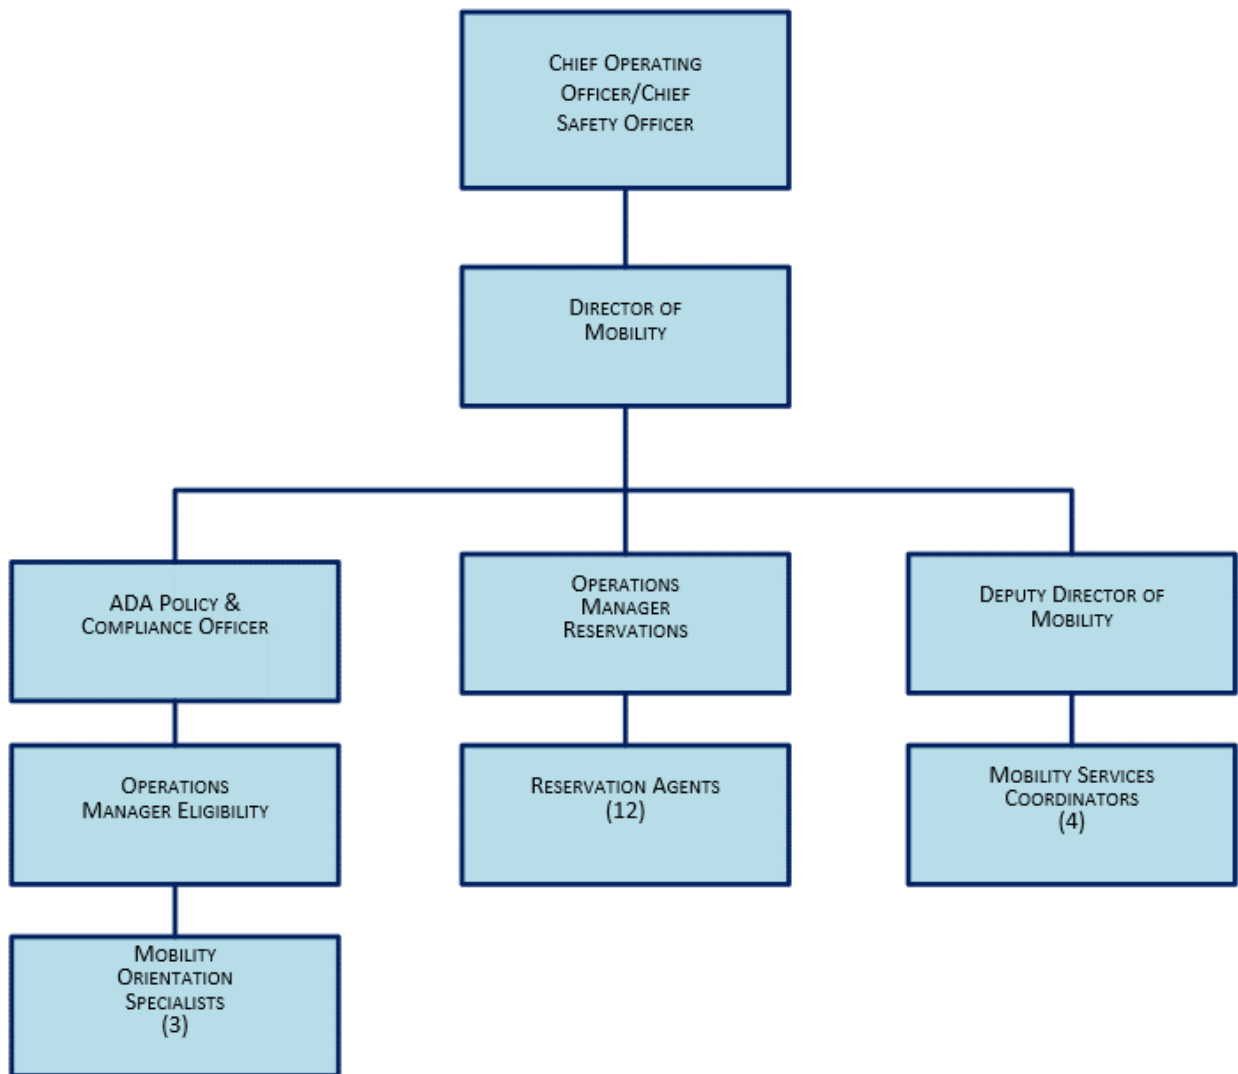 Chief Operating
Officer/Chief
Safety Officer
Director of
Mobility
ADA Policy &
Compliance Officer
Operations
Manager
Reservations
Deputy Director of
Mobility
Operations
Manager Eligibility
Reservation Agents
(12)
Mobility Services
Coordinators
(4)
Mobility
Orientation
Specialists
(3)